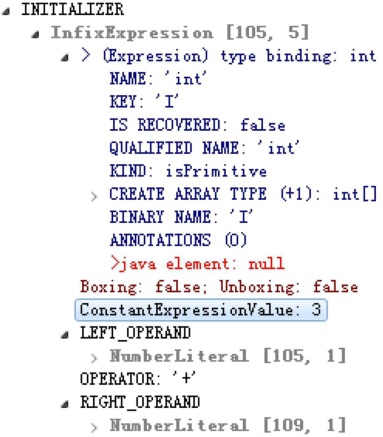 INITIALIZER
InfixExpression [105, 5]
> (Expression) type binding: int
NAME: 'int'
KEY: 'I'
IS RECOVERED: false
QUALIFIED NAME: 'int'
KIND: isPrimitive
CREATE ARRAY TYPE (+1): int[]
BINARY NAME: 'I'
ANNOTATIONS (0)
>java element: null
Boxing: false; Unboxing: false
ConstantExpressionValue: 3
LEFT_OPERAND
NumberLiteral [105, 1]
OPERATOR: '+'
RIGHT_OPERAND
NumberLiteral [109, 1]